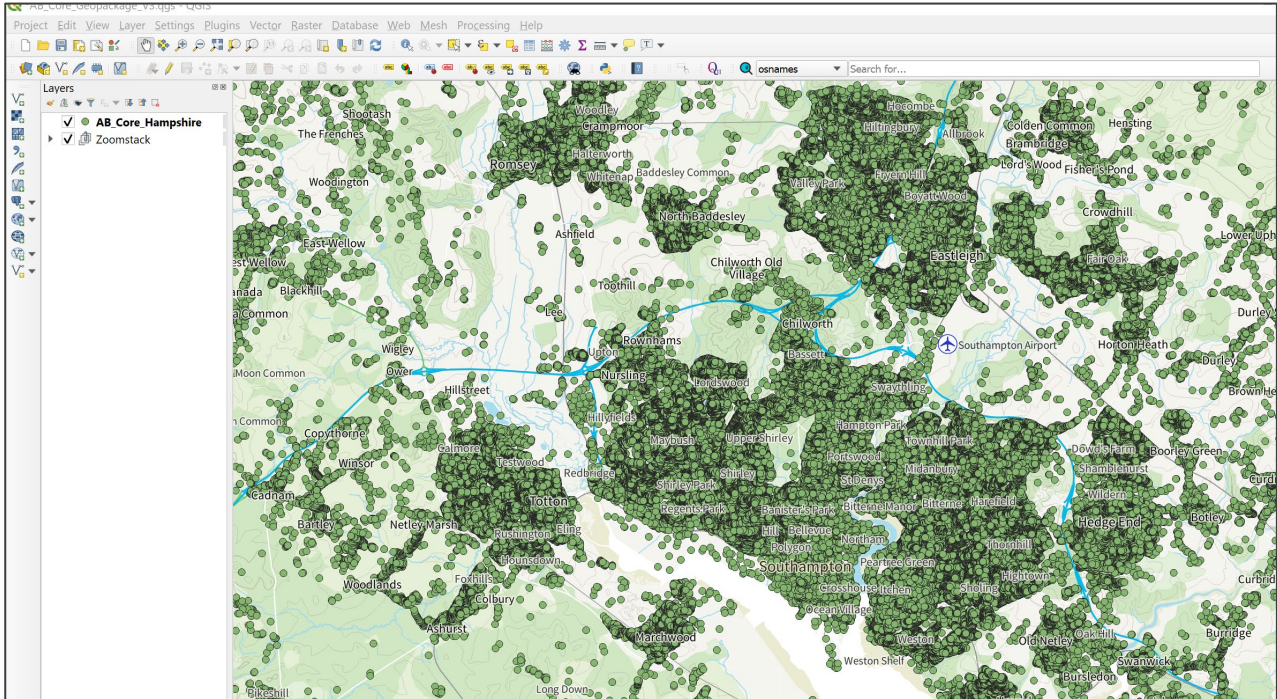 AB_Core_Geopackage_V3.qgs - QGIS
Project Edit View Layer Settings Plugins Vector Raster Database Web Mesh Processing Help
osnames Search for...
Layers
AB_Core_Hampshire
Zoomstack
Woodley
Hocombe
Shootash
Crampmoor
Hiltingbury
Allbrook
Colden Common
Hensting
The Frenches
Brambridge
Halterworth
Romsey
Lord's Wood
Fisher's Pond
Whitenap
Baddesley Common
Fryern Hill
Woodington
Valley Park
Boyatt Wood
North Baddesley
Crowdhill
Ashfield
Lower Uph
East Wellow
Eastleigh
est Wellow
Chilworth Old
Village
Fair Oak
Toothill
anada
Blackhill
a Common
Lee
Durley
Chilworth
Rownhams
Southampton Airport
Horton Heath
Wigley
Upton
Bassett
Durley
Moon Common
Ower
Nursling
Lordswood
Swaythling
Hillstreet
Brown He
n Common
Hillyfields
Hampton Park
Copythorne
Maybush
Upper Shirley
Townhill Park
Calmore
Dowd's Farm
Boorley Green
Winsor
Testwood
Portswood
Midanbury
Shamblehurst
Redbridge
Shirley
St Denys
Curdr
Shirley Park
Wildern
Cadnam
Totton
Regents Park
Banister's Park
Bitterne Manor
Bitterne
Harefield
Bartley
Netley Marsh
Hedge End
Botley
Rushington
Eling
Hill
Bellevue
Northam
Polygon
Thornhill
Hounsdown
Southampton
Peartree Green
Hightown
Woodlands
Foxhills
Crosshouse
Itchen
Sholing
Curbrid
Colbury
Ocean Village
Ashurst
Marchwood
Weston
Old Netley
Oak Hill
Burridge
Weston Shelf
Swanwick
Bursledon
Pikeshill
Long Down